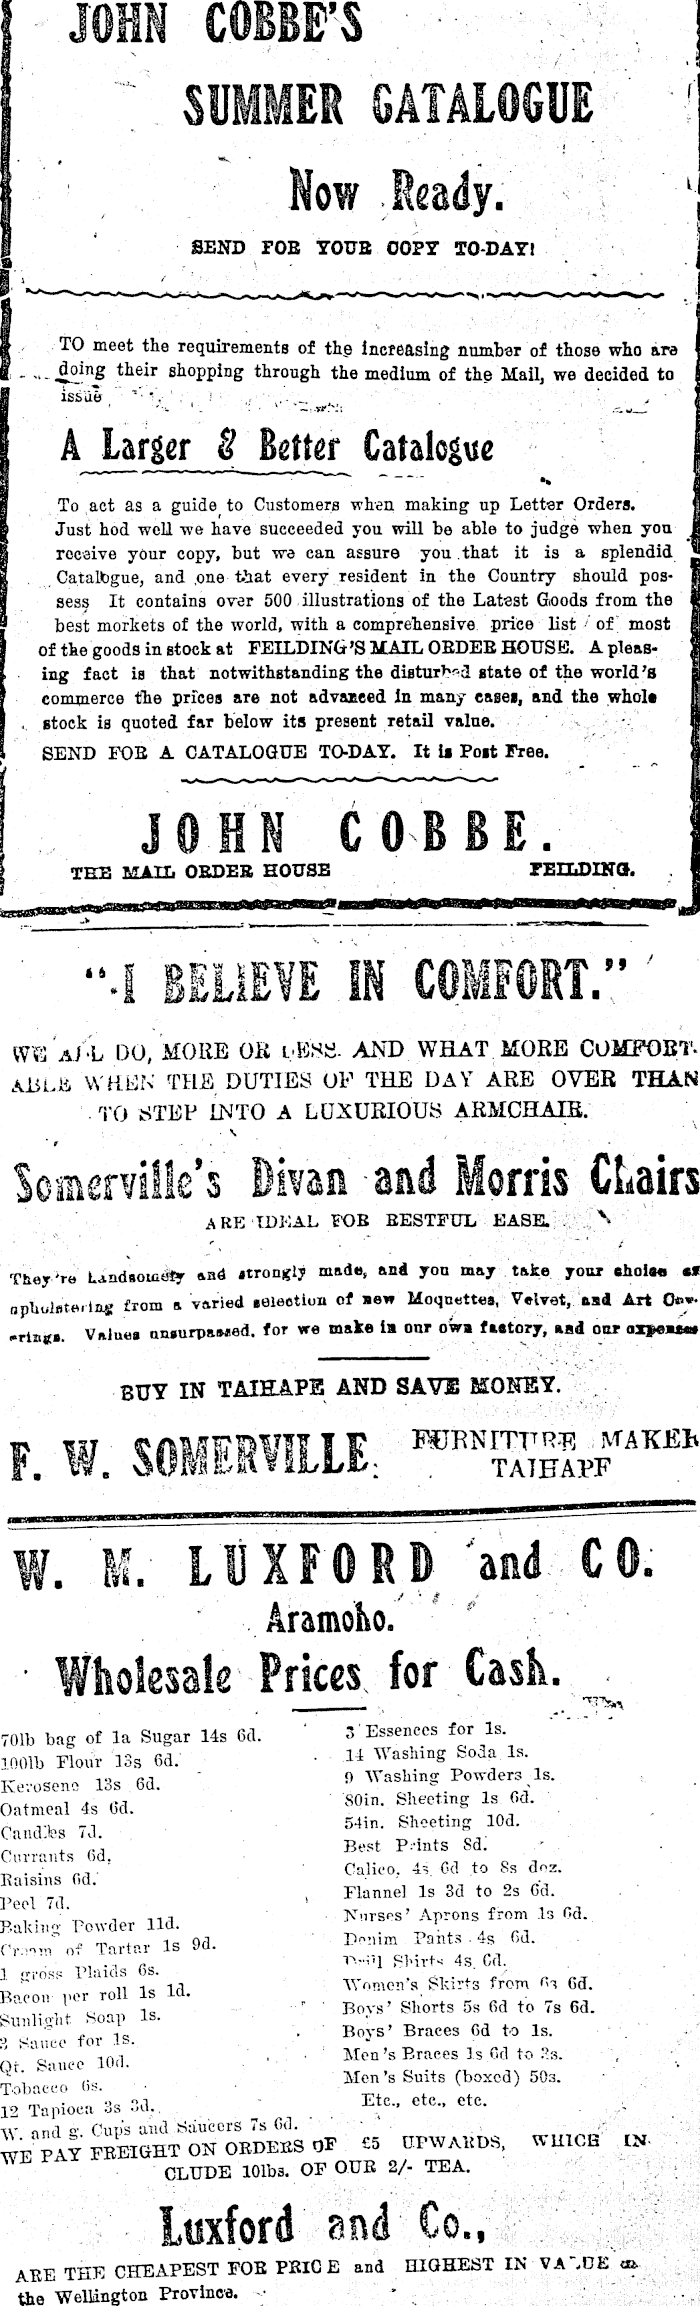 JOHN COBBE'S
SUMMER CATALOGUE
Now Ready.
SEND FOR YOUR COPY TO-DAY!
TO meet the requirements of the increasing number of those who are
doing their shopping through the medium of the Mail, we decided to
issue
A Larger & Better Catalogue
To act as a guide to Customers when making up Letter Orders.
Just hod well we have succeeded you will be able to judge when you
receive your copy, but we can assure you that it is a splendid
Catalogue, and one that every resident in the Country should pos-
sess It contains over 500 illustrations of the Latest Goods from the
best morkets of the world, with a comprehensive price list of most
of the goods in stock at FEILDING'S MAIL ORDER HOUSE. A pleas-
ing fact is that notwithstanding the disturbed state of the world's
commerce the prices are not advanced in many cases, and the whole
stock is quoted far below its present retail value.
SEND FOR A CATALOGUE TO-DAY. It is Post Free.
JOHN COBBE.
THE MAIL ORDER HOUSE FEILDING.
"I BELIEVE IN COMFORT."
WE ALL DO, MORE OR LESS. AND WHAT MORE COMFORT-
ABLE WHEN THE DUTIES OF THE DAY ARE OVER THAN
TO STEP INTO A LUXURIOUS ARMCHAIR.
Somerville's Divan and Morris Chairs
ARE IDEAL FOR RESTFUL EASE.
They're handsomely and strongly made, and you may take your choice of
upholstering from a varied selection of new Moquettes, Velvet, and Art Cov-
erings. Values unsurpassed, for we make in our own factory, and our expenses
BUY IN TAIHAPE AND SAVE MONEY.
F. W. SOMERVILLE. FURNITURE MAKER
TAIHAPE
W. M. LUXFORD and CO.
Aramoho.
Wholesale Prices for Cash.
70lb bag of 1a Sugar 14s 6d.
100lb Flour 13s 6d.
Kerosene 13s 6d.
Oatmeal 4s 6d.
Candles 7d.
Currants 6d,
Raisins 6d.
Peel 7d.
Baking Powder 11d.
Cream of Tartar 1s 9d.
1 gross Plaids 6s.
Bacon per roll 1s 1d.
Sunlight Soap 1s.
Sauce for 1s.
Qt. Sauce 10d.
Tobacco 6s.
12 Tapioca 3s 3d.
W. and g. Cups and Saucers 7s 6d.
3 Essences for 1s.
14 Washing Soda 1s.
9 Washing Powders 1s.
80in. Sheeting 1s 6d.
54in. Sheeting 10d.
Best Prints 8d.
Calico, 4s 6d to 8s doz.
Flannel 1s 3d to 2s 6d.
Nurses' Aprons from 1s 6d.
Denim Pants 4s 6d.
Drill Shirts 4s 6d.
Women's Skirts from 6d.
Boys' Shorts 5s 6d to 7s 6d.
Boys' Braces 6d to 1s.
Men's Braces 1s 6d to 2s.
Men's Suits (boxed) 50s.
Etc., etc., etc.
WE PAY FREIGHT ON ORDERS OF £5 UPWARDS, WHICH IN-
CLUDE 10lbs. OF OUR 2/- TEA.
Luxford and Co.,
ARE THE CHEAPEST FOR PRICE and HIGHEST IN VALUE
the Wellington Province.